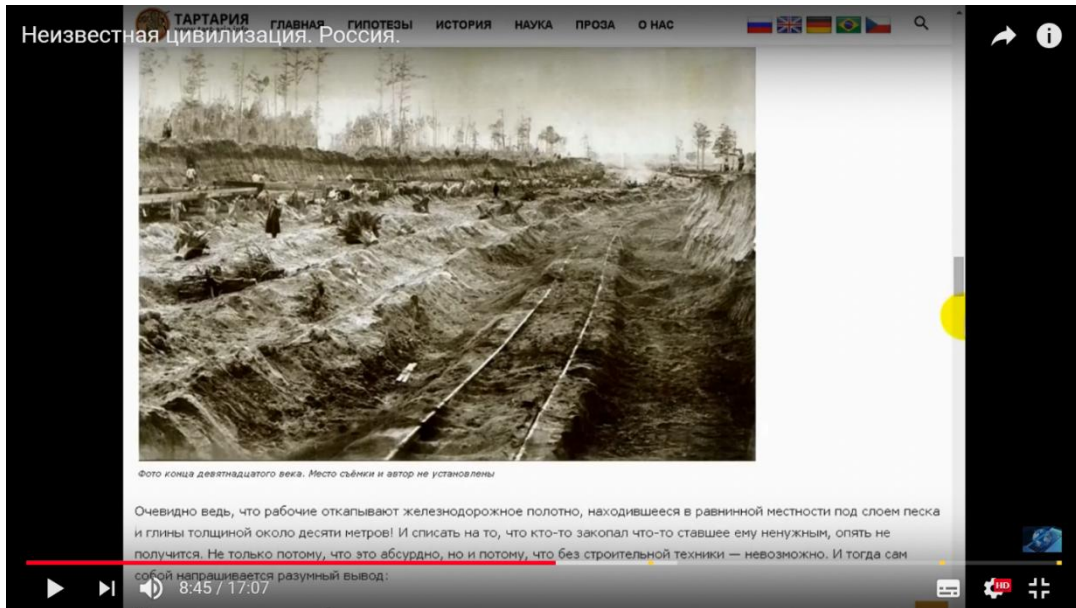 ТАРТАРИЯ
ГЛАВНАЯ ГИПОТЕЗЫ ИСТОРИЯ НАУКА ПРОЗА О НАС
Неизвестная цивилизация. Россия.
Фото конца девятнадцатого века. Место съёмки и автор не установлены
Очевидно ведь, что рабочие откапывают железнодорожное полотно, находившееся в равнинной местности под слоем песка
и глины толщиной около десяти метров! И списать на то, что кто-то закопал что-то ставшее ему ненужным, опять не
получится. Не только потому, что это абсурдно, но и потому, что без строительной техники — невозможно. И тогда сам
собой напрашивается разумный вывод:
8:45 / 17:07
HD